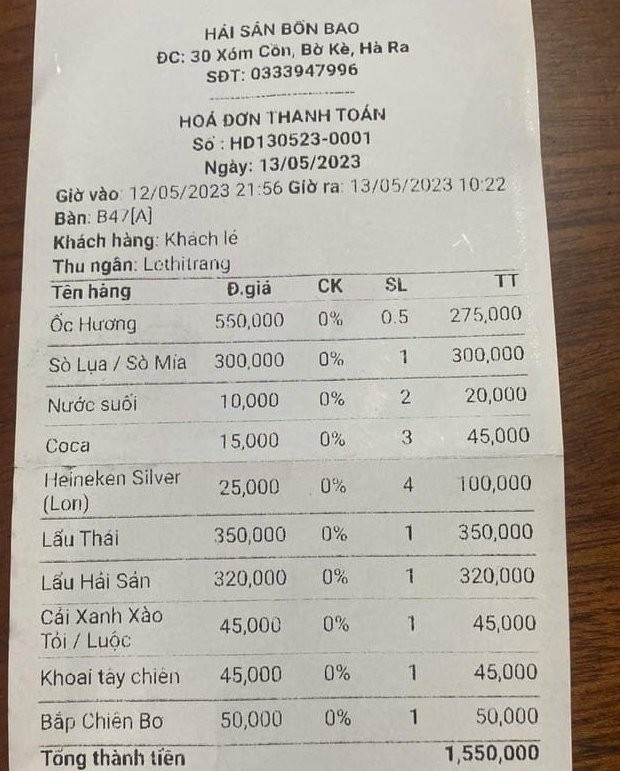 HẢI SẢN BỐN BAO
ĐC: 30 Xóm Cồn, Bờ Kè, Hà Ra
SĐT: 0333947996
HOÁ ĐƠN THANH TOÁN
Số : HD130523-0001
Ngày: 13/05/2023
Giờ vào: 12/05/2023 21:56 Giờ ra: 13/05/2023 10:22
Bàn: B47[A]
Khách hàng: Khách lẻ
Thu ngân: Lethitrang
Tên hàng Đ.giá CK SL TT
Ốc Hương 550,000 0% 0.5 275,000
Sò Lụa / Sò Mía 300,000 0% 1 300,000
Nước suối 10,000 0% 2 20,000
Coca 15,000 0% 3 45,000
Heineken Silver
(Lon) 25,000 0% 4 100,000
Lẩu Thái 350,000 0% 1 350,000
Lẩu Hải Sản 320,000 0% 1 320,000
Cải Xanh Xào
Tỏi / Luộc 45,000 0% 1 45,000
Khoai tây chiên 45,000 0% 1 45,000
Bắp Chiên Bơ 50,000 0% 1 50,000
Tổng thành tiền 1,550,000